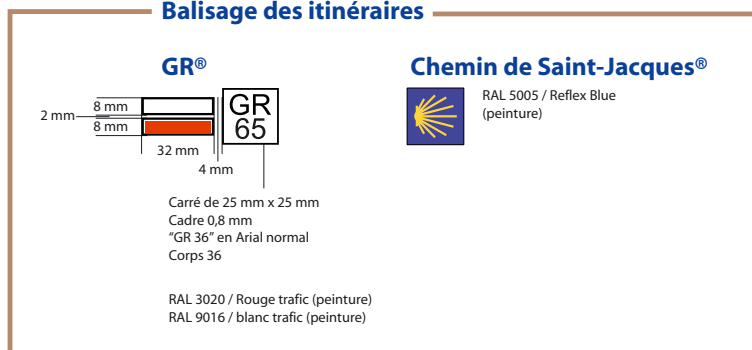 Balisage des itinéraires
GR®
8 mm
2 mm
8 mm
32 mm
4 mm
GR
65
Carré de 25 mm x 25 mm
Cadre 0,8 mm
“GR 36” en Arial normal
Corps 36
RAL 3020 / Rouge trafic (peinture)
RAL 9016 / blanc trafic (peinture)
Chemin de Saint-Jacques®
RAL 5005 / Reflex Blue
(peinture)